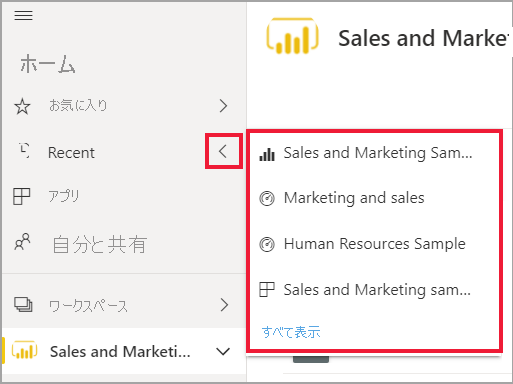 Sales and Marke
ホーム
お気に入り
Recent
Sales and Marketing Sam...
アプリ
Marketing and sales
自分と共有
Human Resources Sample
ワークスペース
Sales and Marketing sam...
すべて表示
Sales and Marketi...